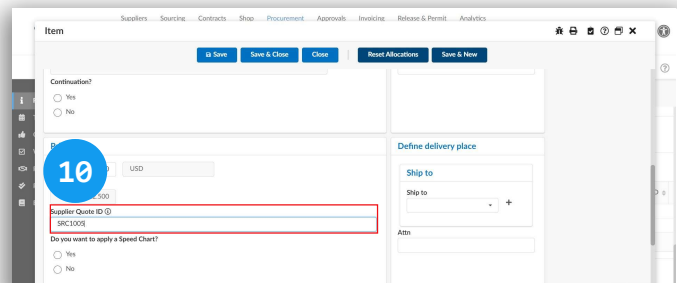 Suppliers Sourcing Contracts Shop Procurement Approvals Invoicing Release & Permit Analytics
Item
Save Save & Close Close Reset Allocations Save & New
Continuation?
Yes
No
Define delivery place
10
USD
Ship to
Ship to
.500
Supplier Quote ID
SRC1005
Attn
Do you want to apply a Speed Chart?
Yes
No